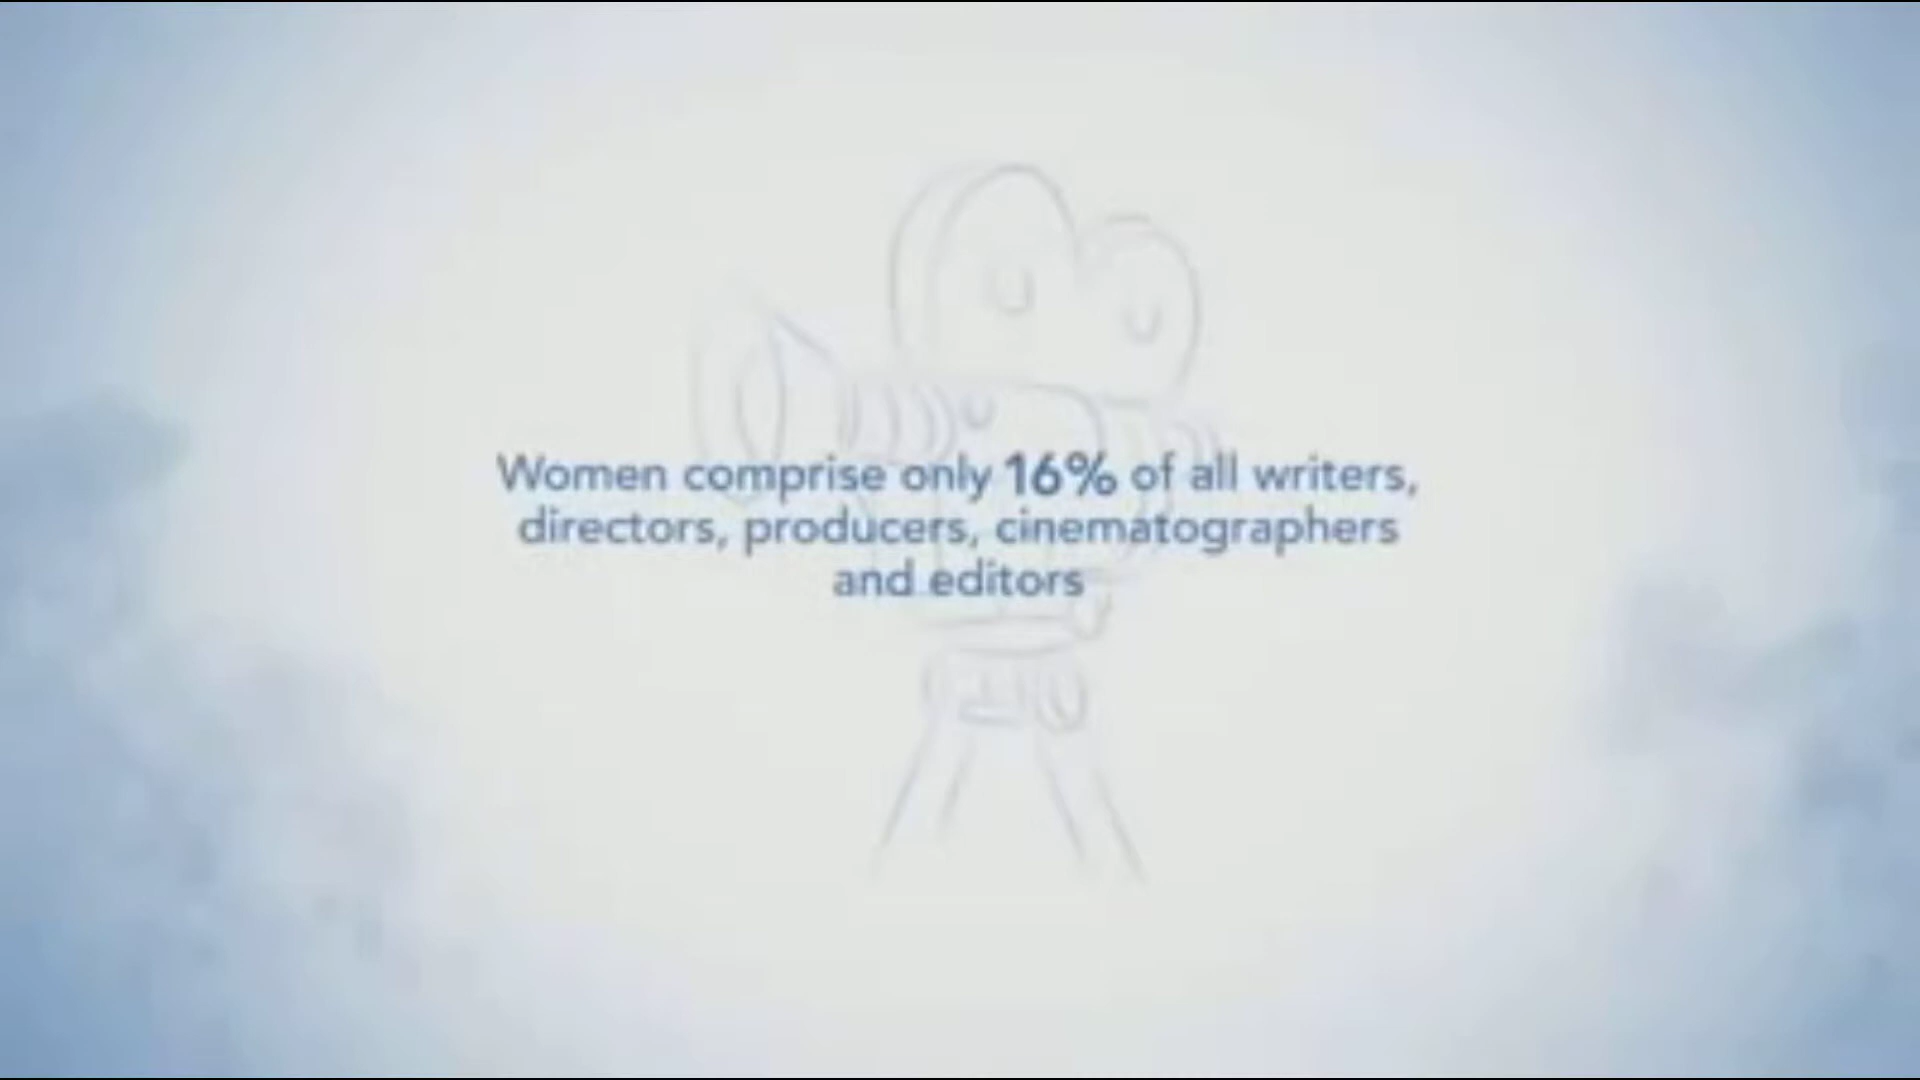 Women comprise only 16% of all writers,
directors, producers, cinematographers
and editors